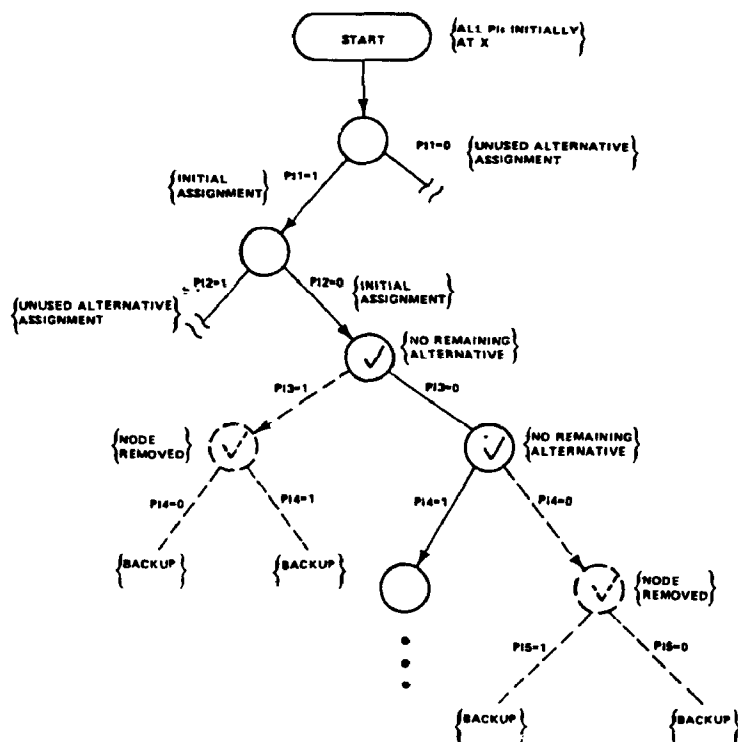 START
{ALL PIs INITIALLY
AT X}
PI1=0
{UNUSED ALTERNATIVE
ASSIGNMENT}
{INITIAL
ASSIGNMENT}
PI1=1
PI2=1
PI2=0
{INITIAL
ASSIGNMENT}
{UNUSED ALTERNATIVE
ASSIGNMENT}
{NO REMAINING
ALTERNATIVE}
PI3=1
PI3=0
{NODE
REMOVED}
{NO REMAINING
ALTERNATIVE}
PI4=0
PI4=1
PI4=1
PI4=0
{BACKUP}
{BACKUP}
{NODE
REMOVED}
PI5=1
PI5=0
{BACKUP}
{BACKUP}